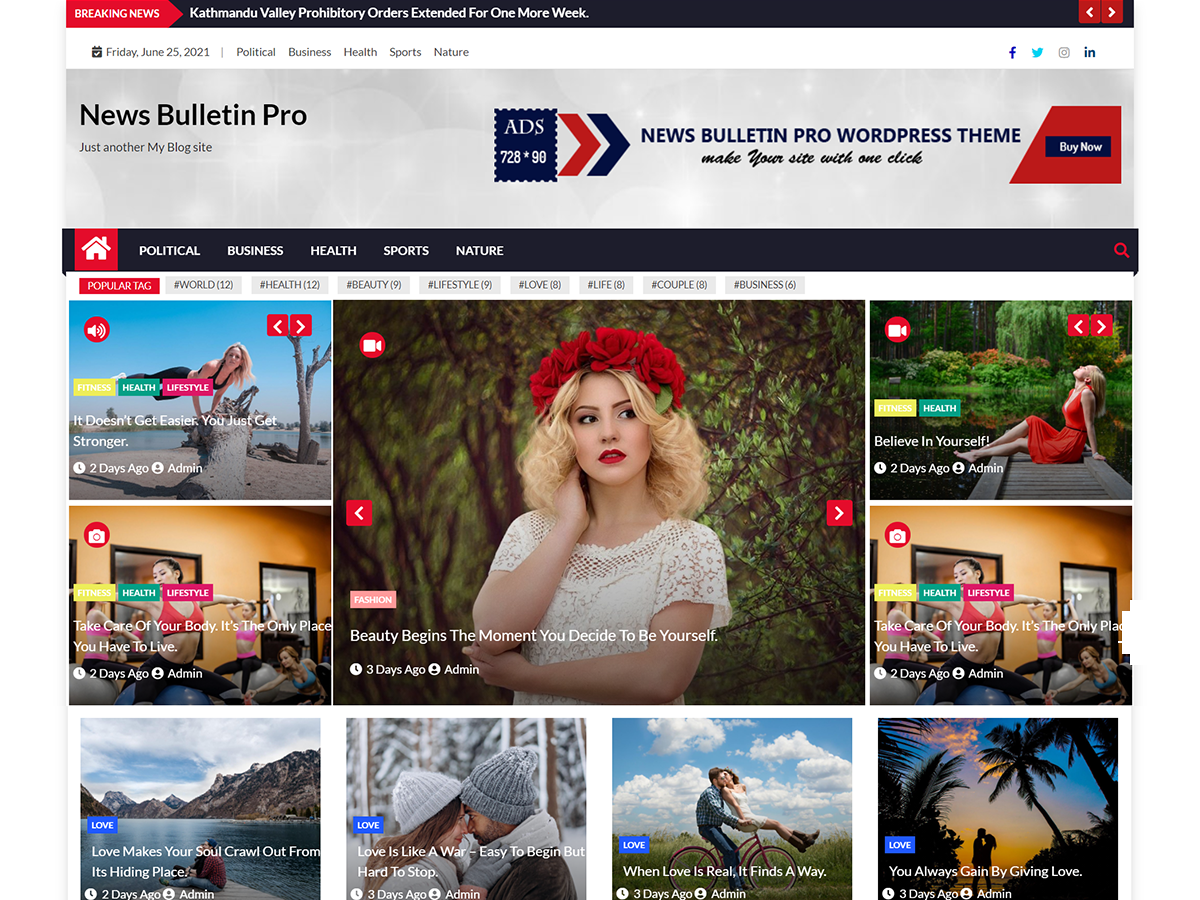 BREAKING NEWS
Kathmandu Valley Prohibitory Orders Extended For One More Week.
Friday, June 25, 2021 | Political Business Health Sports Nature
News Bulletin Pro
Just another My Blog site
ADS
728*90
NEWS BULLETIN PRO WORDPRESS THEME
make Your site with one click
Buy Now
POLITICAL BUSINESS HEALTH SPORTS NATURE
POPULAR TAG #WORLD (12) #HEALTH (12) #BEAUTY (9) #LIFESTYLE (9) #LOVE (8) #LIFE (8) #COUPLE (8) #BUSINESS (6)
FITNESS HEALTH LIFESTYLE
It Doesn't Get Easier. You Just Get
Stronger.
2 Days Ago Admin
FITNESS HEALTH LIFESTYLE
Take Care Of Your Body. It's The Only Place
You Have To Live.
2 Days Ago Admin
FASHION
Beauty Begins The Moment You Decide To Be Yourself.
3 Days Ago Admin
FITNESS HEALTH
Believe In Yourself!
2 Days Ago Admin
FITNESS HEALTH LIFESTYLE
Take Care Of Your Body. It's The Only Plac
You Have To Live.
2 Days Ago Admin
LOVE
Love Makes Your Soul Crawl Out From
Its Hiding Place.
2 Days Ago Admin
LOVE
Love Is Like A War – Easy To Begin But
Hard To Stop.
3 Days Ago Admin
LOVE
When Love Is Real, It Finds A Way.
3 Days Ago Admin
LOVE
You Always Gain By Giving Love.
3 Days Ago Admin